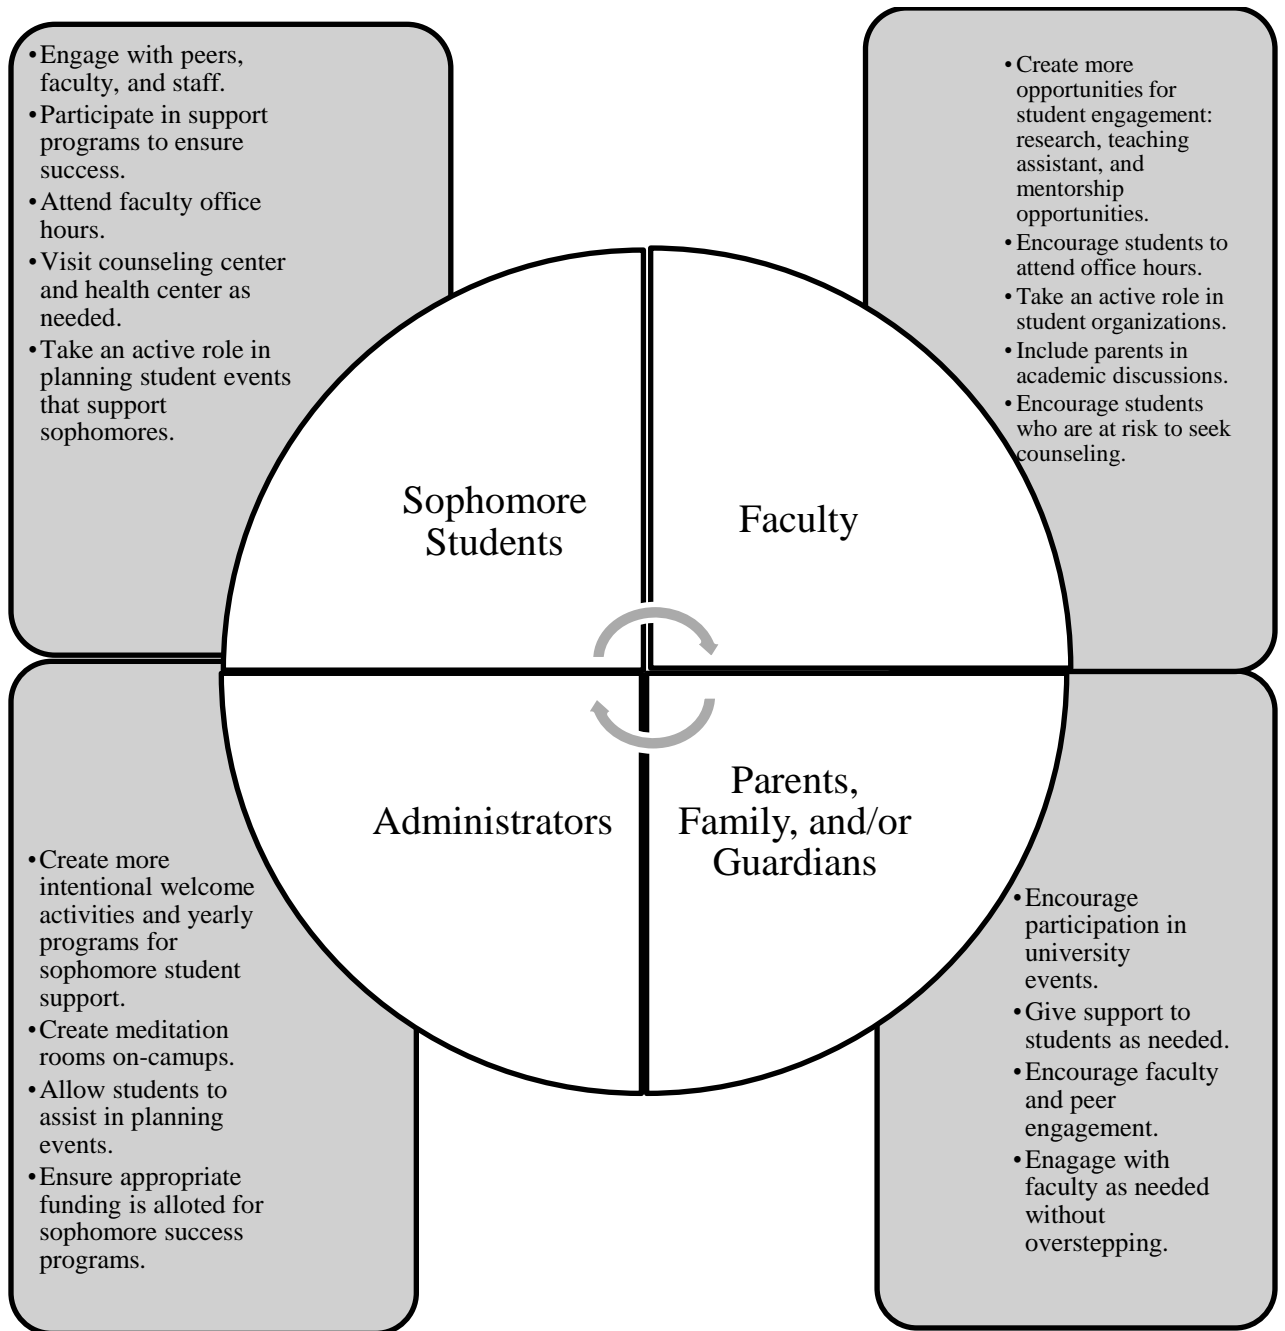 •Engage with peers,
faculty, and staff.
•Participate in support
programs to ensure
success.
•Attend faculty office
hours.
•Visit counseling center
and health center as
needed.
•Take an active role in
planning student events
that support
sophomores.
•Create more
opportunities for
student engagement:
research, teaching
assistant, and
mentorship
opportunities.
•Encourage students to
attend office hours.
•Take an active role in
student organizations.
•Include parents in
academic discussions.
•Encourage students
who are at risk to seek
counseling.
Sophomore
Students
Faculty
Administrators
Parents,
Family, and/or
Guardians
•Create more
intentional welcome
activities and yearly
programs for
sophomore student
support.
•Create meditation
rooms on-camups.
•Allow students to
assist in planning
events.
•Ensure appropriate
funding is alloted for
sophomore success
programs.
•Encourage
participation in
university
events.
•Give support to
students as needed.
•Encourage faculty
and peer
engagement.
•Enagage with
faculty as needed
without
overstepping.